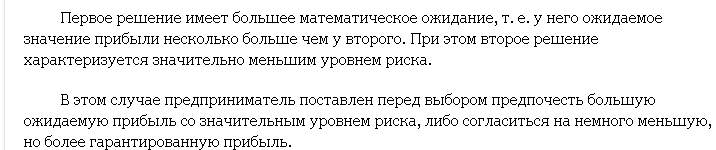 Первое решение имеет большее математическое ожидание, т. е. у него ожидаемое
значение прибыли несколько больше чем у второго. При этом второе решение
характеризуется значительно меньшим уровнем риска.
В этом случае предприниматель поставлен перед выбором предпочесть большую
ожидаемую прибыль со значительным уровнем риска, либо согласиться на немного меньшую,
но более гарантированную прибыль.